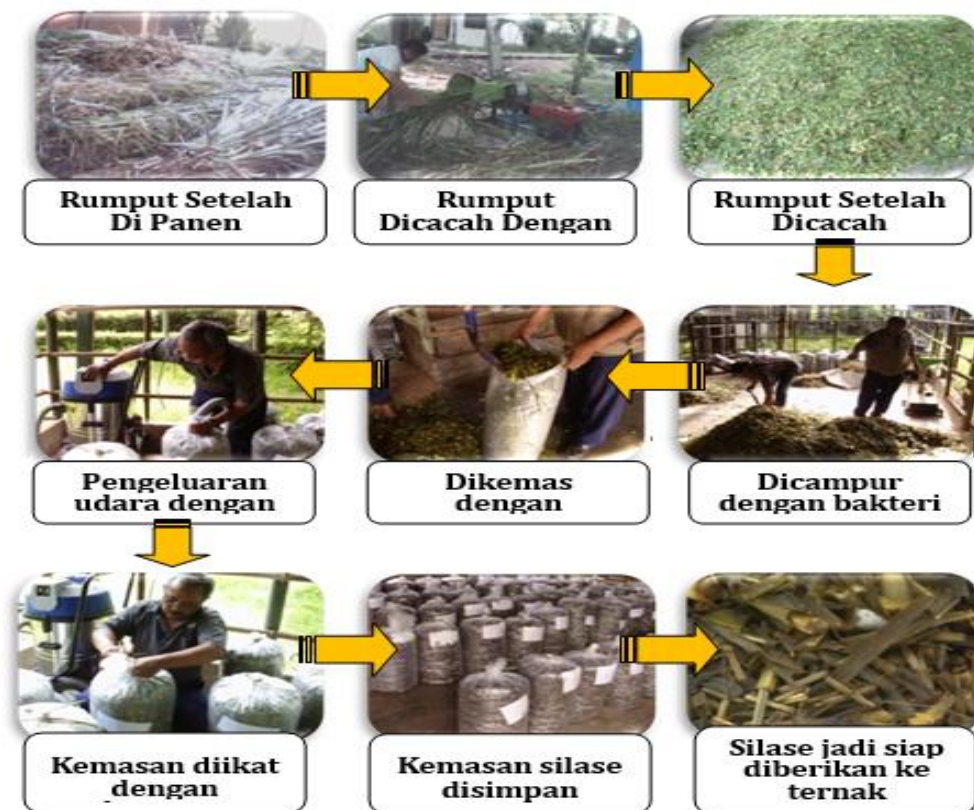 Rumput Setelah
Di Panen
Rumput
Dicacah Dengan
Rumput Setelah
Dicacah
Dicampur
dengan bakteri
Dikemas
dengan
Pengeluaran
udara dengan
Kemasan diikat
dengan
Kemasan silase
disimpan
Silase jadi siap
diberikan ke
ternak